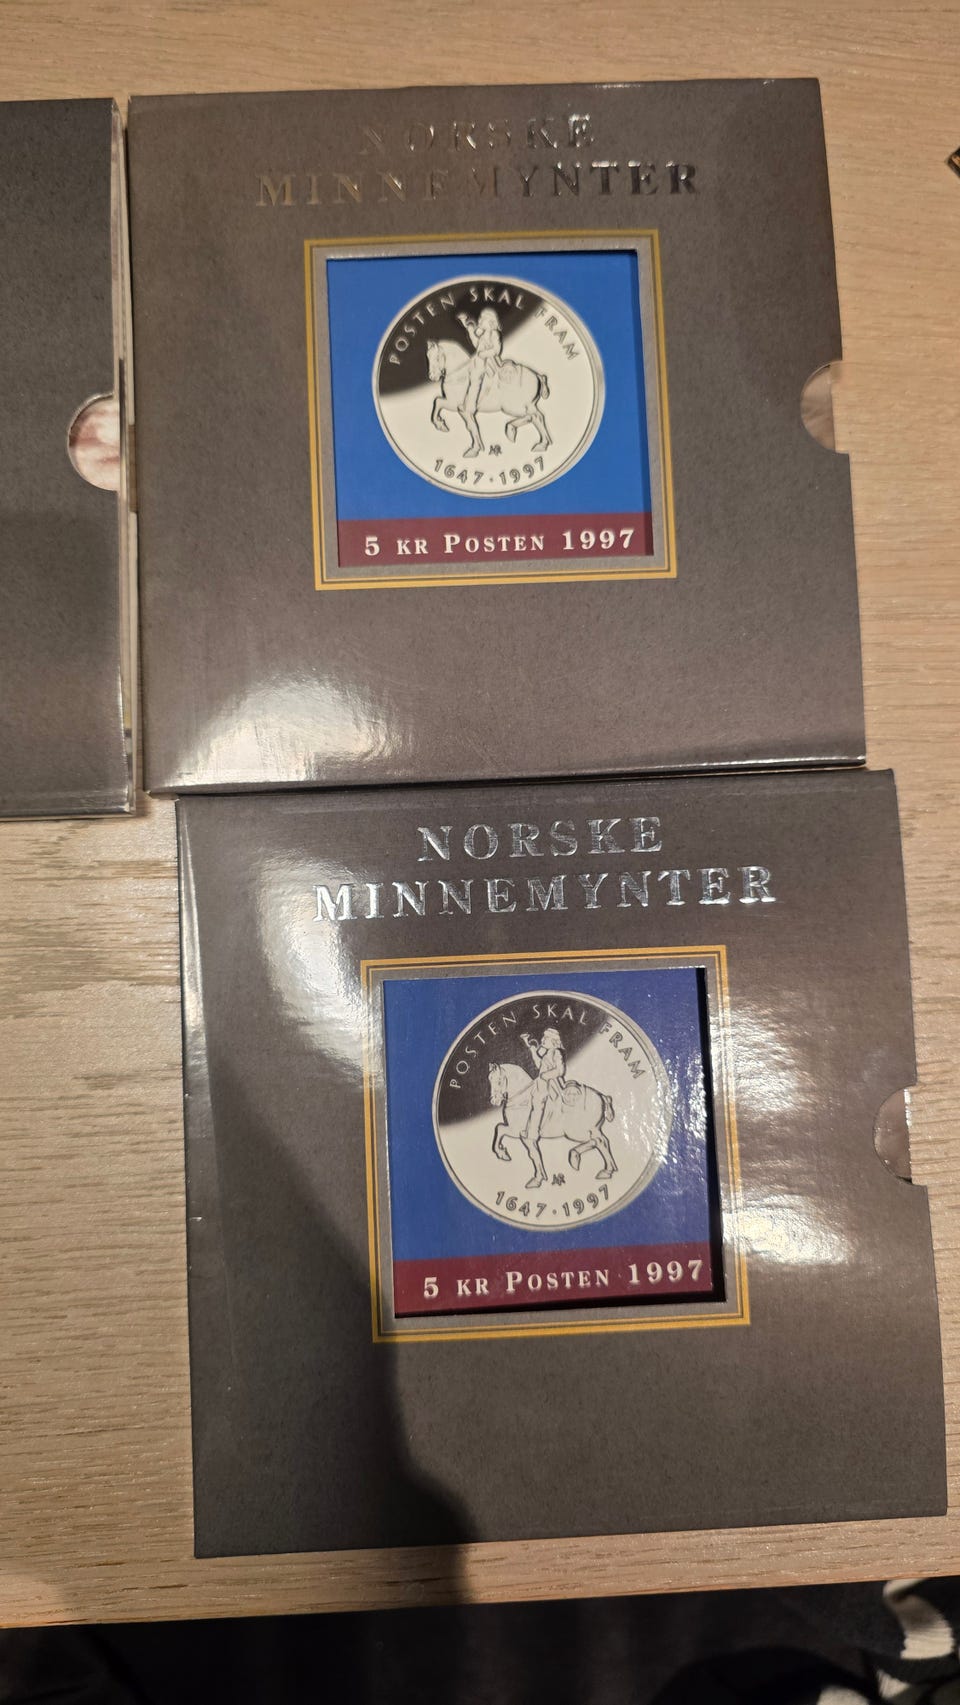 NORSKE
MINNEMYNTER
POSTEN SKAL FRAM
1647·1997
5 KR POSTEN 1997
NORSKE
MINNEMYNTER
POSTEN SKAL FRAM
1647·1997
5 KR POSTEN 1997